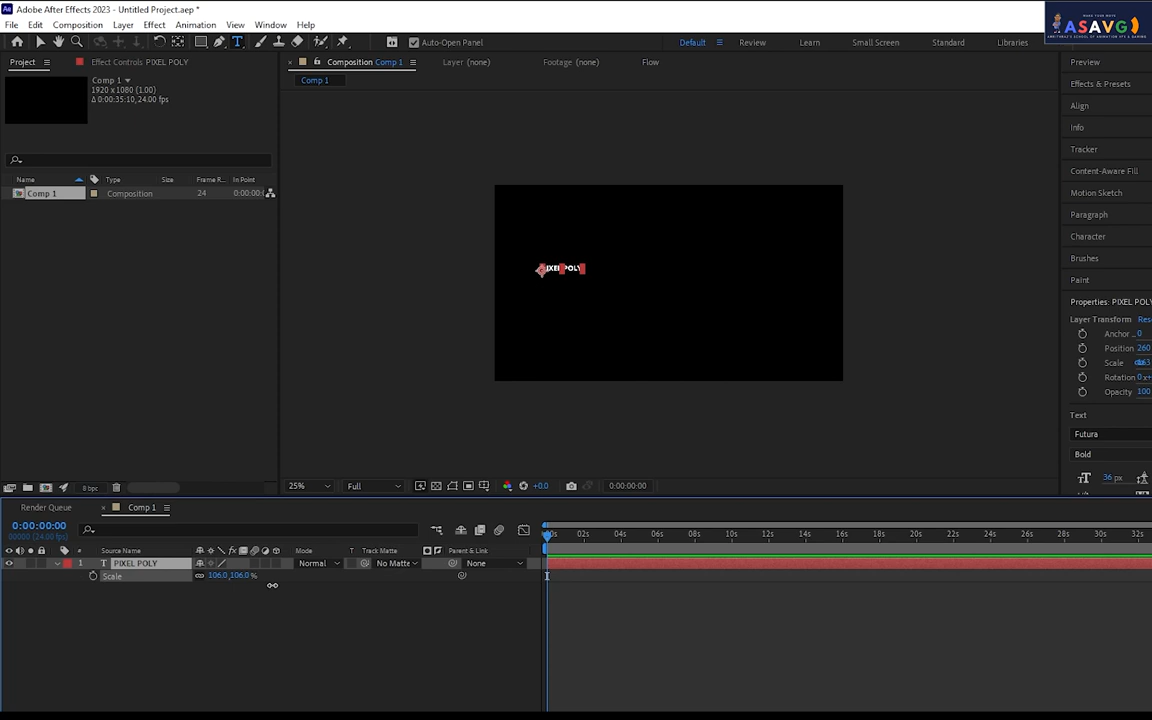 Adobe After Effects 2023 - Untitled Project.aep *
File Edit Composition Layer Effect Animation View Window Help
Auto-Open Panel
Default Review Learn Small Screen Standard Libraries
ASAVG
Project
Effect Controls PIXEL POLY
Composition Comp 1
Layer (none)
Footage (none)
Flow
Comp 1
Comp 1
1920 x 1080 (1.00)
Δ 0:00:35:10, 24.00 fps
Name Type Size Frame R... In Point
Comp 1 Composition 24 0:00:00:
8 bpc
PIXEL POLY
25% Full +0.0 0:00:00:00
Preview
Effects & Presets
Align
Info
Tracker
Content-Aware Fill
Motion Sketch
Paragraph
Character
Brushes
Paint
Properties: PIXEL POLY
Layer Transform Res
Anchor ... 0
Position 260
Scale
Rotation 0x+
Opacity 100
Text
Futura
Bold
36 px
Render Queue
Comp 1
0:00:00:00
00000 (24.00 fps)
# Source Name Mode T Track Matte Parent & Link
1 T PIXEL POLY Normal No Matte None
Scale 106.0,106.0 %
00s 02s 04s 06s 08s 10s 12s 14s 16s 18s 20s 22s 24s 26s 28s 30s 32s